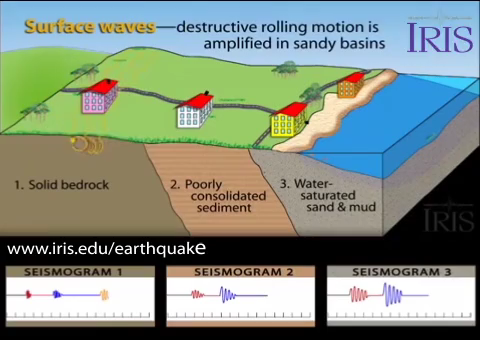 Surface waves—destructive rolling motion is
amplified in sandy basins
IRIS
1. Solid bedrock
2. Poorly
consolidated
sediment
3. Water-
saturated
sand & mud
IRIS
www.iris.edu/earthquake
SEISMOGRAM 1
SEISMOGRAM 2
SEISMOGRAM 3